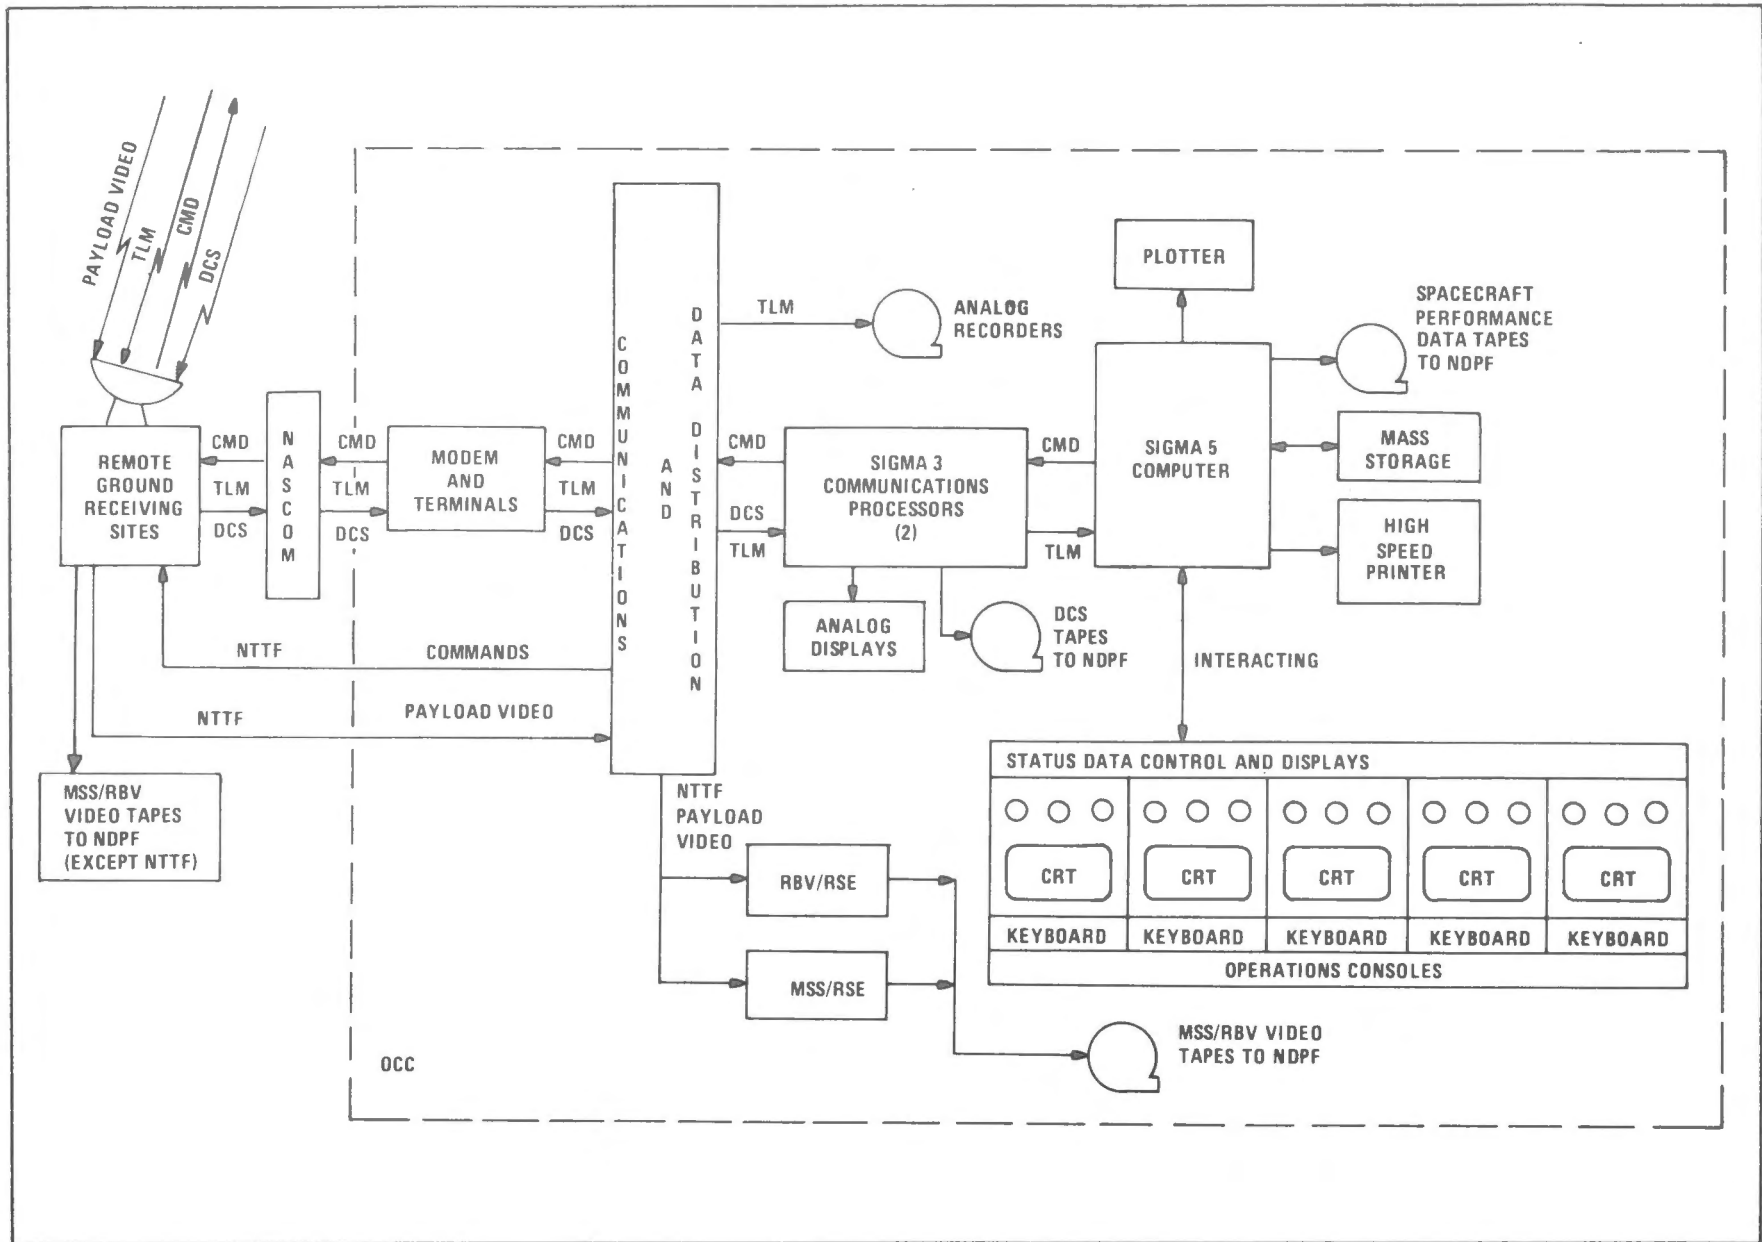 PAYLOAD VIDEO
TLM
CMD
DCS
REMOTE
GROUND
RECEIVING
SITES
CMD
TLM
DCS
NASCOM
CMD
TLM
DCS
MODEM
AND
TERMINALS
CMD
TLM
DCS
COMMUNICATIONS
AND
DATA DISTRIBUTION
TLM
ANALOG
RECORDERS
CMD
DCS
TLM
SIGMA 3
COMMUNICATIONS
PROCESSORS
(2)
CMD
TLM
PLOTTER
SIGMA 5
COMPUTER
SPACECRAFT
PERFORMANCE
DATA TAPES
TO NDPF
MASS
STORAGE
HIGH
SPEED
PRINTER
ANALOG
DISPLAYS
DCS
TAPES
TO NDPF
INTERACTING
NTTF
COMMANDS
NTTF
PAYLOAD VIDEO
MSS/RBV
VIDEO TAPES
TO NDPF
(EXCEPT NTTF)
NTTF
PAYLOAD
VIDEO
RBV/RSE
MSS/RSE
STATUS DATA CONTROL AND DISPLAYS
CRT
CRT
CRT
CRT
CRT
KEYBOARD
KEYBOARD
KEYBOARD
KEYBOARD
KEYBOARD
OPERATIONS CONSOLES
MSS/RBV VIDEO
TAPES TO NDPF
OCC